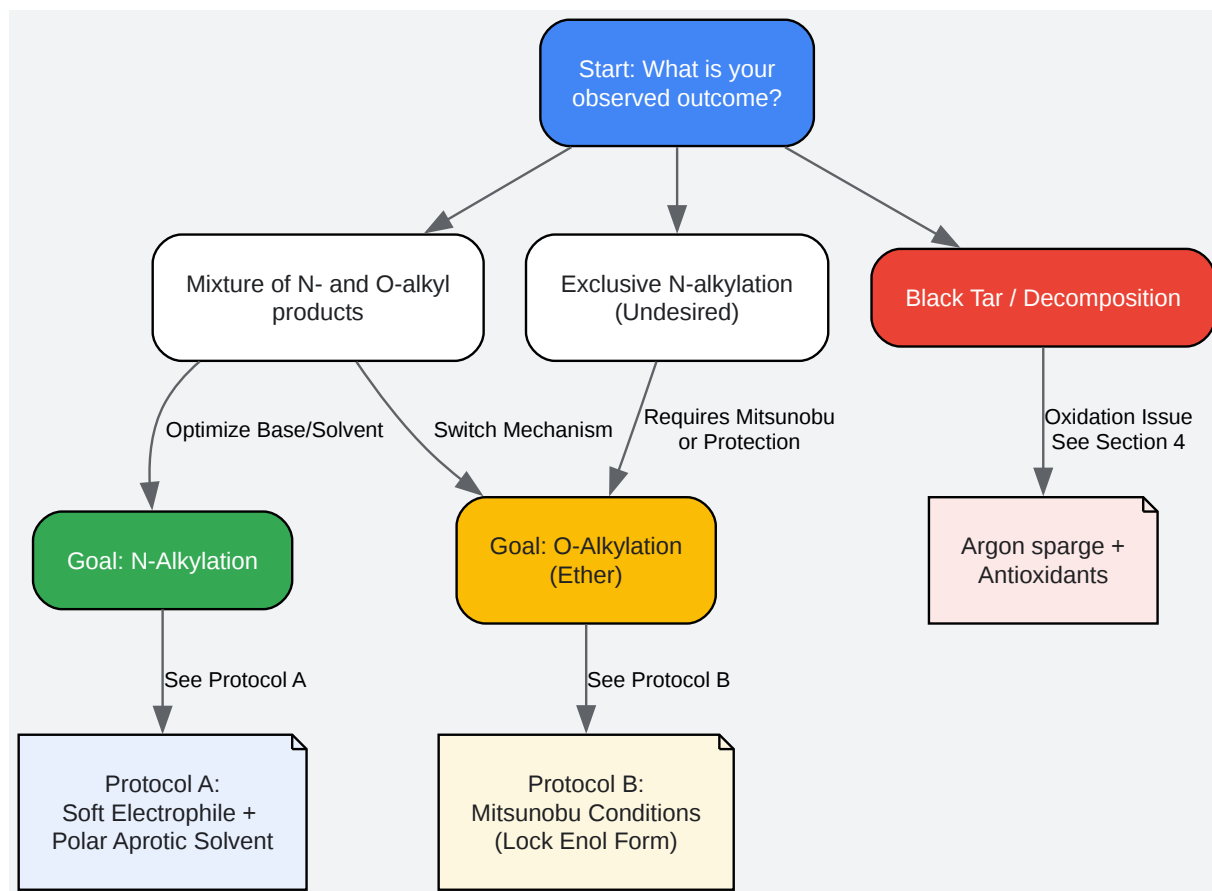 Start: What is your
observed outcome?
Mixture of N- and O-alkyl
products
Exclusive N-alkylation
(Undesired)
Black Tar / Decomposition
Optimize Base/Solvent
Switch Mechanism
Requires Mitsunobu
or Protection
Oxidation Issue
See Section 4
Goal: N-Alkylation
Goal: O-Alkylation
(Ether)
Argon sparge +
Antioxidants
See Protocol A
See Protocol B
Protocol A:
Soft Electrophile +
Polar Aprotic Solvent
Protocol B:
Mitsunobu Conditions
(Lock Enol Form)